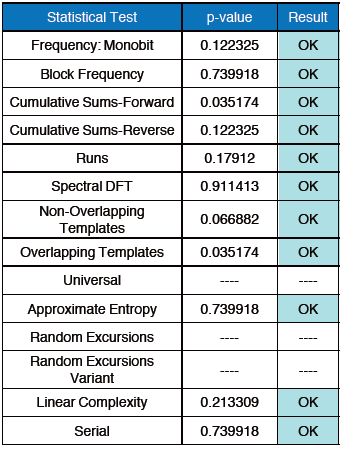 Statistical Test p-value Result
Frequency: Monobit 0.122325 OK
Block Frequency 0.739918 OK
Cumulative Sums-Forward 0.035174 OK
Cumulative Sums-Reverse 0.122325 OK
Runs 0.17912 OK
Spectral DFT 0.911413 OK
Non-Overlapping
Templates 0.066882 OK
Overlapping Templates 0.035174 OK
Universal ---- ----
Approximate Entropy 0.739918 OK
Random Excursions ---- ----
Random Excursions
Variant ---- ----
Linear Complexity 0.213309 OK
Serial 0.739918 OK